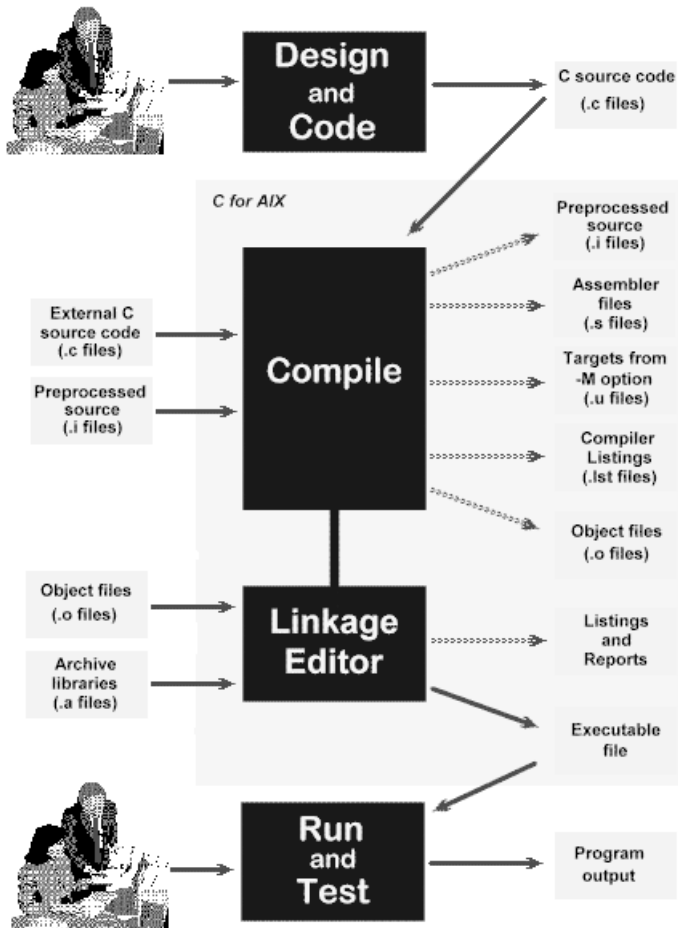 Design
and
Code
C source code
(.c files)
C for AIX
Preprocessed
source
(.i files)
External C
source code
(.c files)
Assembler
files
(.s files)
Compile
Targets from
-M option
(.u files)
Preprocessed
source
(.i files)
Compiler
Listings
(.lst files)
Object files
(.o files)
Object files
(.o files)
Linkage
Editor
Listings
and
Reports
Archive
libraries
(.a files)
Executable
file
Run
and
Test
Program
output